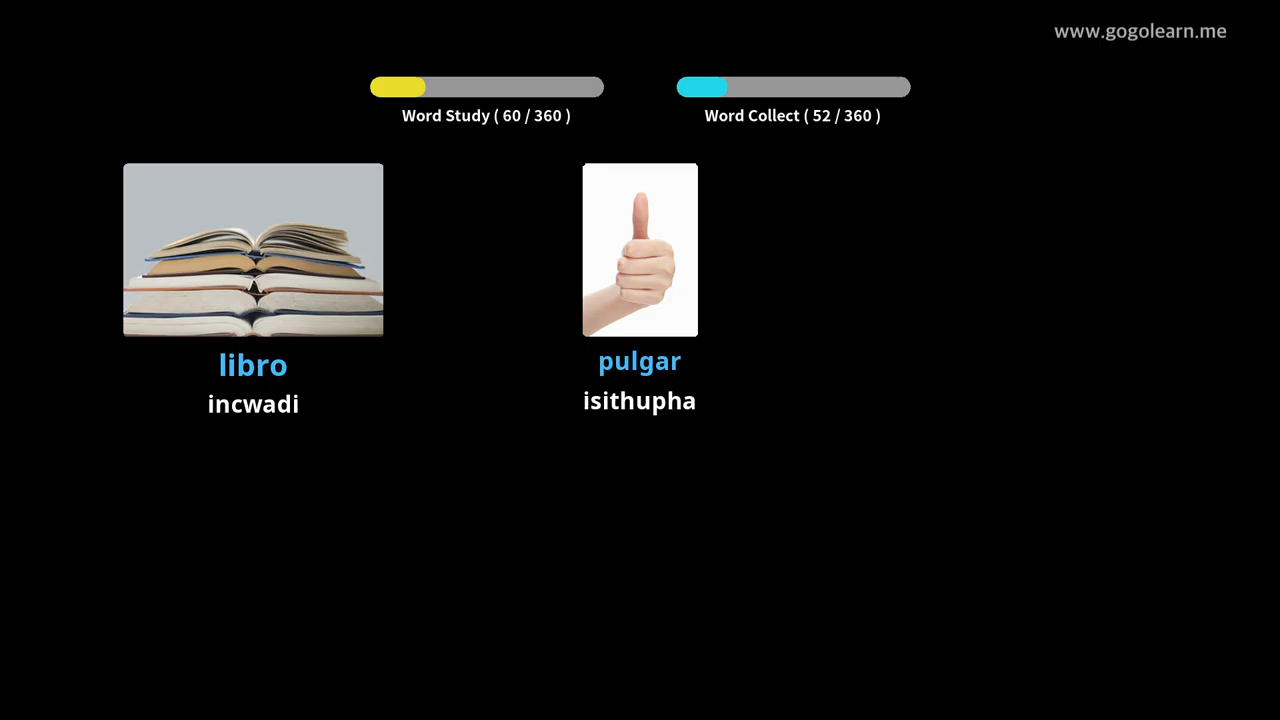 www.gogolearn.me
Word Study ( 60 / 360 )
Word Collect ( 52 / 360 )
libro
incwadi
pulgar
isithupha